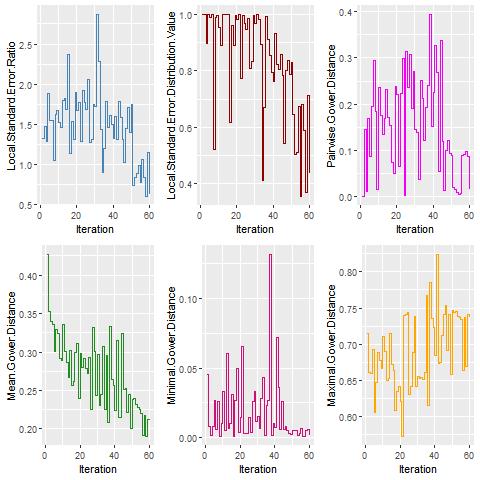 Local.Standard.Error.Ratio
2.5
2.0
1.5
1.0
0.5
0 20 40 60
Iteration
Local.Standard.Error.Distribution.Value
1.0
0.8
0.6
0.4
0 20 40 60
Iteration
Pairwise.Gower.Distance
0.4
0.3
0.2
0.1
0.0
0 20 40 60
Iteration
Mean.Gower.Distance
0.40
0.35
0.30
0.25
0.20
0 20 40 60
Iteration
Minimal.Gower.Distance
0.10
0.05
0.00
0 20 40 60
Iteration
Maximal.Gower.Distance
0.80
0.75
0.70
0.65
0.60
0 20 40 60
Iteration